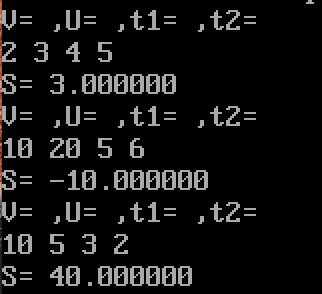 V= ,U= ,t1= ,t2=
2 3 4 5
S= 3.000000
V= ,U= ,t1= ,t2=
10 20 5 6
S= -10.000000
V= ,U= ,t1= ,t2=
10 5 3 2
S= 40.000000